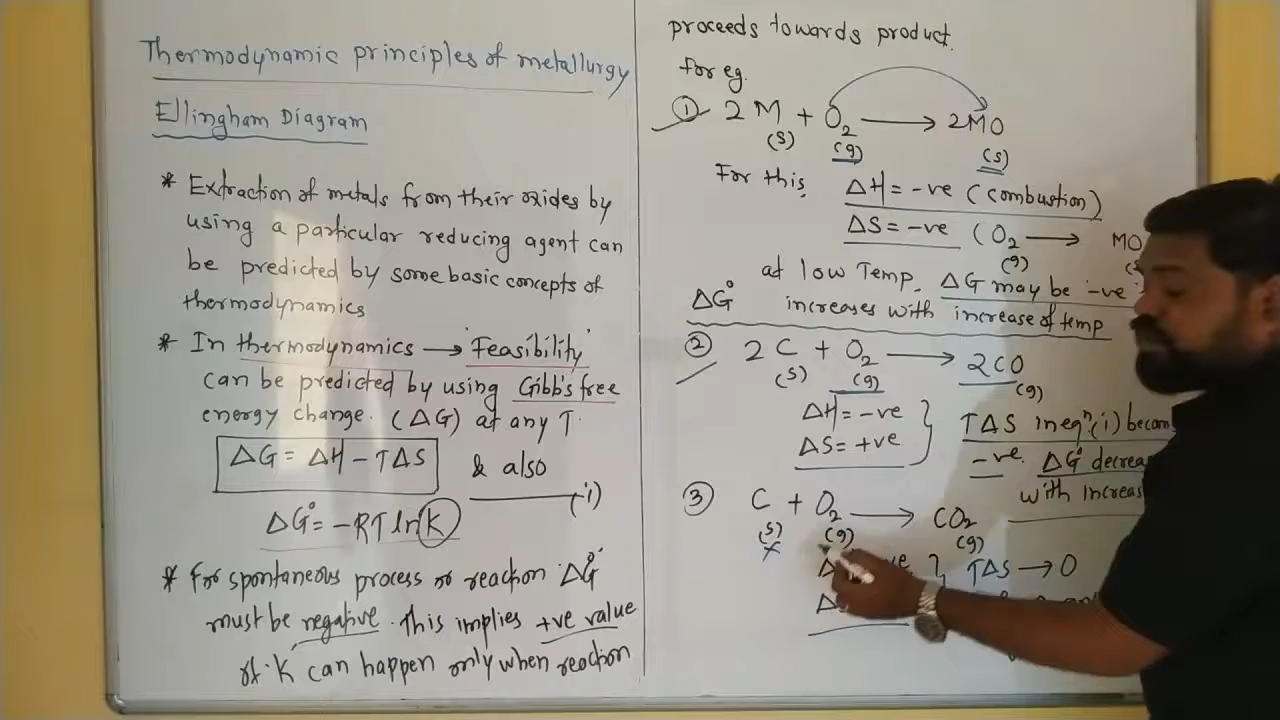 Thermodynamic principles of metallurgy
Ellingham Diagram
* Extraction of metals from their oxides by
using a particular reducing agent can
be predicted by some basic concepts of
thermodynamics
* In thermodynamics → 'Feasibility'
can be predicted by using Gibb's free
energy change. (ΔG) at any T.
ΔG = ΔH - TΔS & also
(i)
ΔG° = -RT ln K
* For spontaneous process or reaction ΔG°
must be negative. This implies +ve value
of 'K' can happen only when reaction
proceeds towards product.
for eg.
① 2 M + O2 → 2MO
(s) (g) (s)
For this, ΔH = -ve (combustion)
ΔS = -ve (O2 → MO
(g) (s
at low Temp. ΔG may be '-ve'
ΔG° increases with increase of temp
② 2 C + O2 → 2CO
(s) (g) (g)
ΔH = -ve
ΔS = +ve
TΔS in eqn (i) becom
-ve. ΔG° decrea
with increas
③ C + O2 → CO2
(s) (g) (g)
TΔS → 0